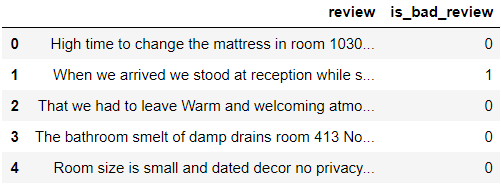 review is_bad_review
0 High time to change the mattress in room 1030... 0
1 When we arrived we stood at reception while s... 1
2 That we had to leave Warm and welcoming atmo... 0
3 The bathroom smelt of damp drains room 413 No... 0
4 Room size is small and dated decor no privacy... 0